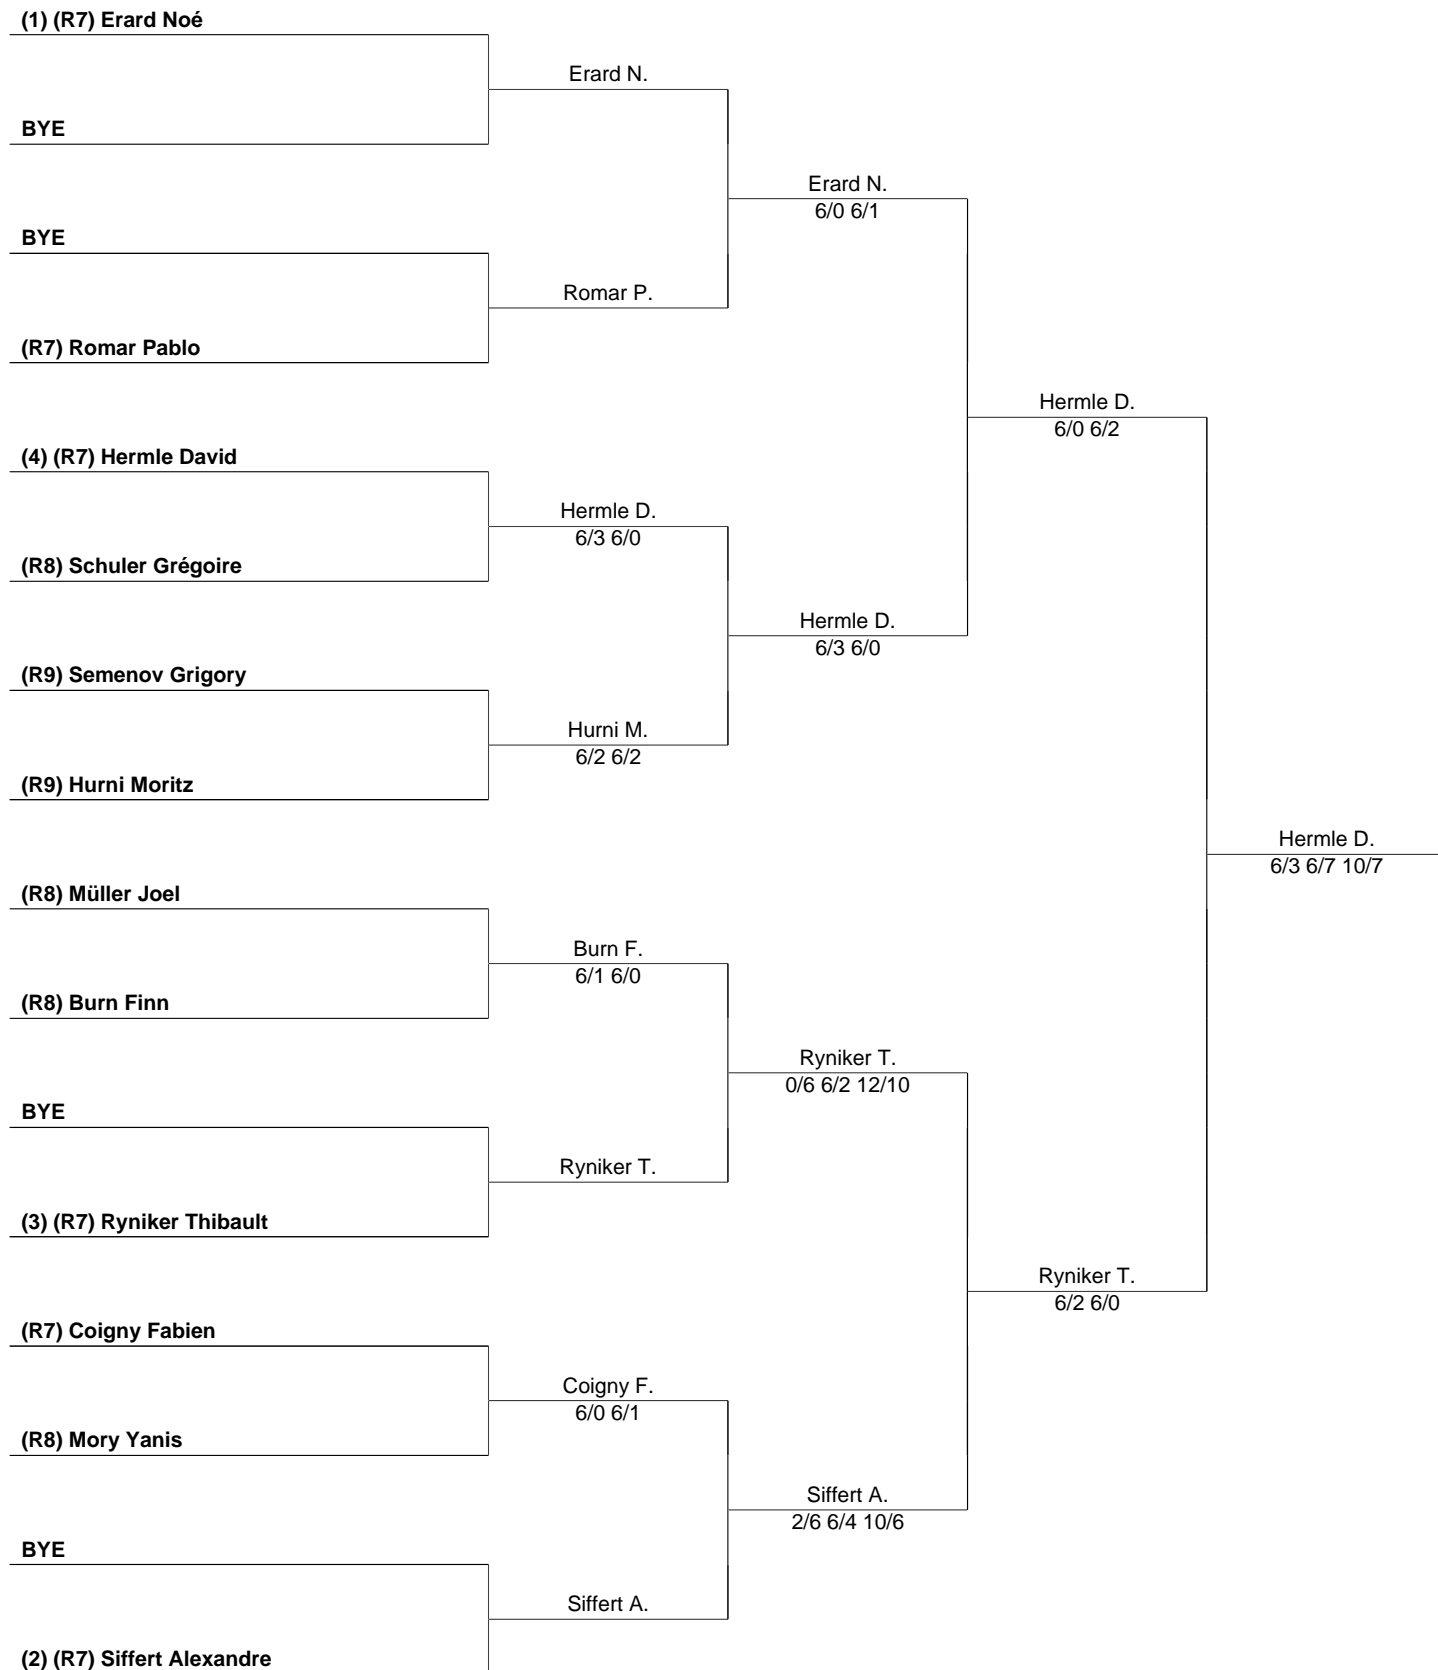 (1) (R7) Erard Noé
Erard N.
BYE
Erard N.
6/0 6/1
BYE
Romar P.
(R7) Romar Pablo
Hermle D.
6/0 6/2
(4) (R7) Hermle David
Hermle D.
6/3 6/0
(R8) Schuler Grégoire
Hermle D.
6/3 6/0
(R9) Semenov Grigory
Hurni M.
6/2 6/2
(R9) Hurni Moritz
Hermle D.
6/3 6/7 10/7
(R8) Müller Joel
Burn F.
6/1 6/0
(R8) Burn Finn
Ryniker T.
0/6 6/2 12/10
BYE
Ryniker T.
(3) (R7) Ryniker Thibault
Ryniker T.
6/2 6/0
(R7) Coigny Fabien
Coigny F.
6/0 6/1
(R8) Mory Yanis
Siffert A.
2/6 6/4 10/6
BYE
Siffert A.
(2) (R7) Siffert Alexandre